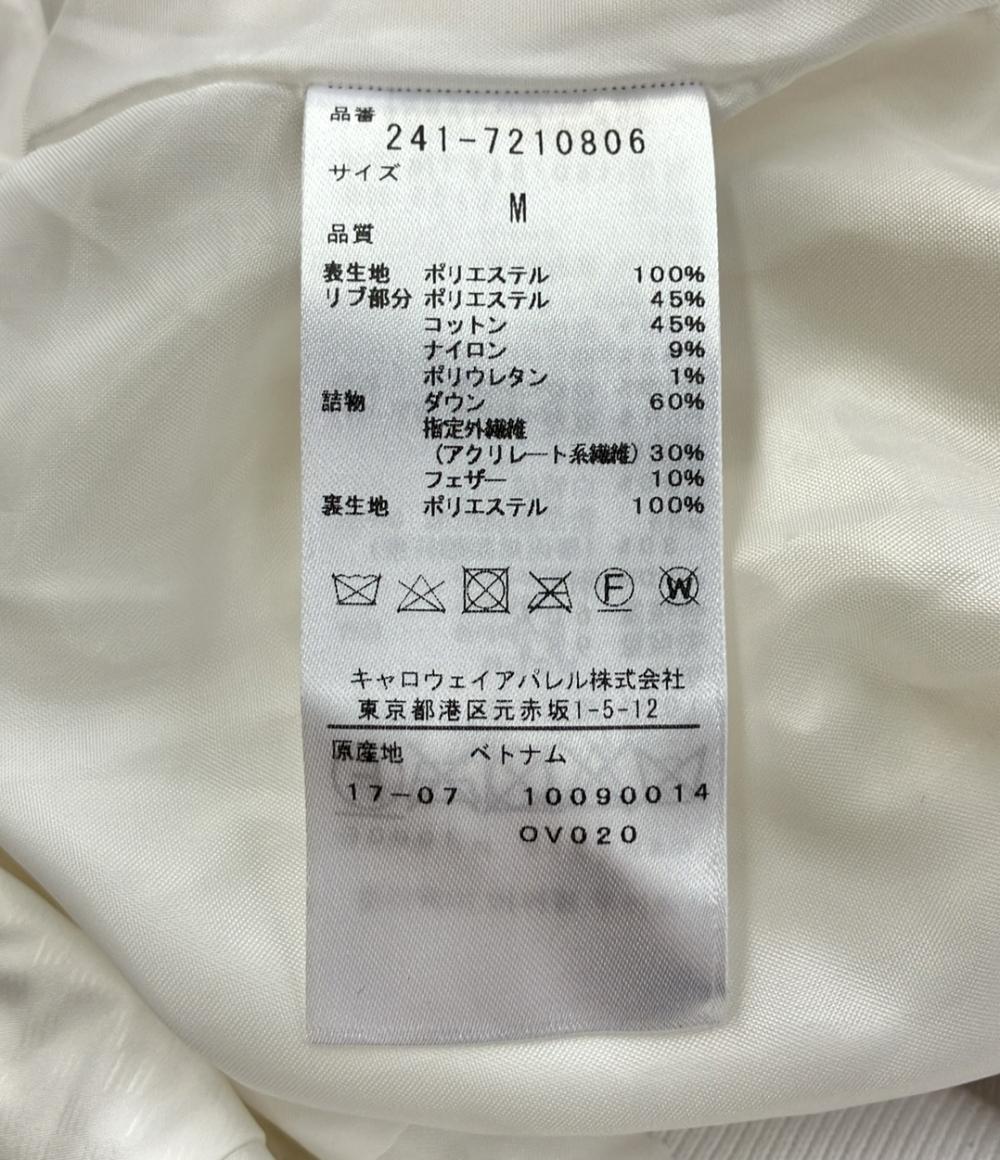 品番
241-7210806
サイズ
M
品質
表生地 ポリエステル 100%
リブ部分 ポリエステル 45%
コットン 45%
ナイロン 9%
ポリウレタン 1%
詰物 ダウン 60%
指定外繊維
(アクリレート系繊維) 30%
フェザー 10%
裏生地 ポリエステル 100%
F W
キャロウェイアパレル株式会社
東京都港区元赤坂1-5-12
原産地 ベトナム
17-07 10090014
OV020